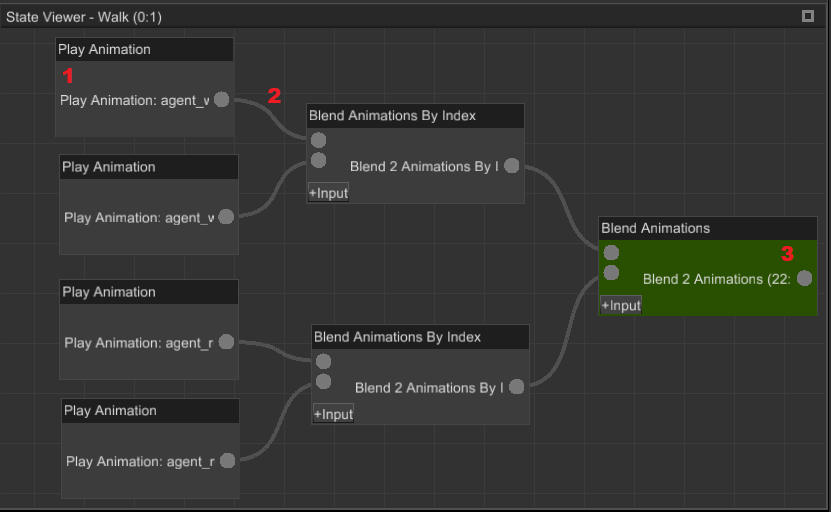 State Viewer - Walk (0:1)
Play Animation
1
Play Animation: agent_w
2
Blend Animations By Index
Blend 2 Animations By I
+Input
Play Animation
Play Animation: agent_w
Blend Animations
3
Blend 2 Animations (22:
+Input
Play Animation
Play Animation: agent_r
Blend Animations By Index
Blend 2 Animations By I
+Input
Play Animation
Play Animation: agent_r